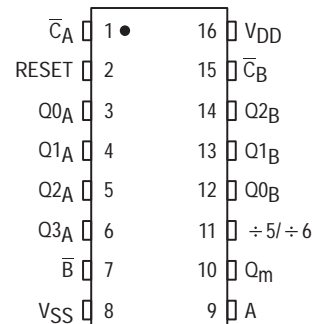 C̅A 1 16 VDD
RESET 2 15 C̅B
Q0A 3 14 Q2B
Q1A 4 13 Q1B
Q2A 5 12 Q0B
Q3A 6 11 ÷5/÷6
B̅ 7 10 Qm
VSS 8 9 A